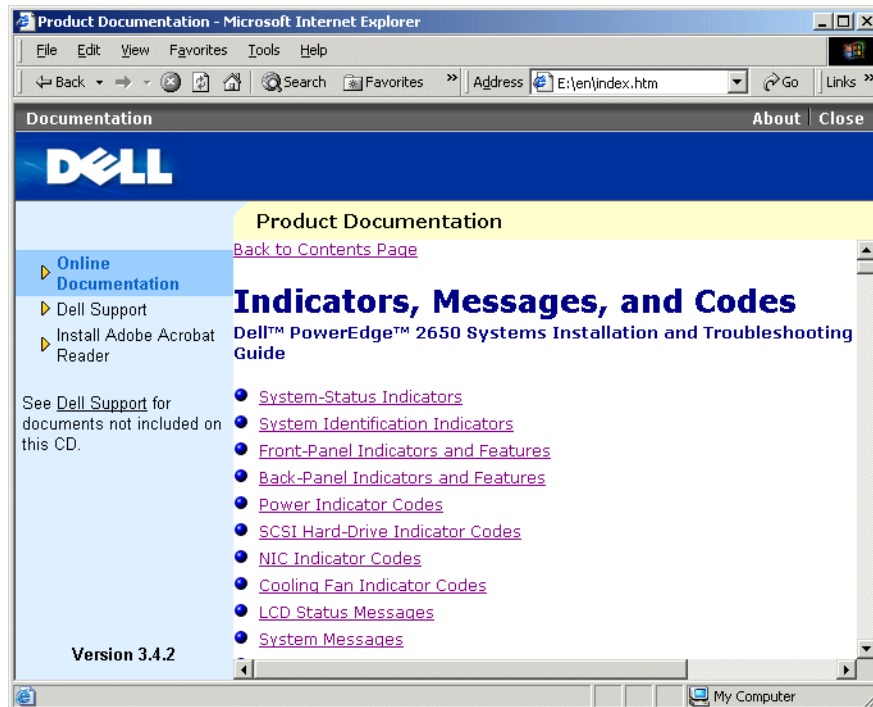 Product Documentation - Microsoft Internet Explorer
File Edit View Favorites Tools Help
Back Search Favorites » Address E:\en\index.htm Go Links »
Documentation About Close
DELL
Product Documentation
Online
Documentation
Dell Support
Install Adobe Acrobat
Reader
See Dell Support for
documents not included on
this CD.
Version 3.4.2
Back to Contents Page
Indicators, Messages, and Codes
Dell™ PowerEdge™ 2650 Systems Installation and Troubleshooting
Guide
System-Status Indicators
System Identification Indicators
Front-Panel Indicators and Features
Back-Panel Indicators and Features
Power Indicator Codes
SCSI Hard-Drive Indicator Codes
NIC Indicator Codes
Cooling Fan Indicator Codes
LCD Status Messages
System Messages
My Computer